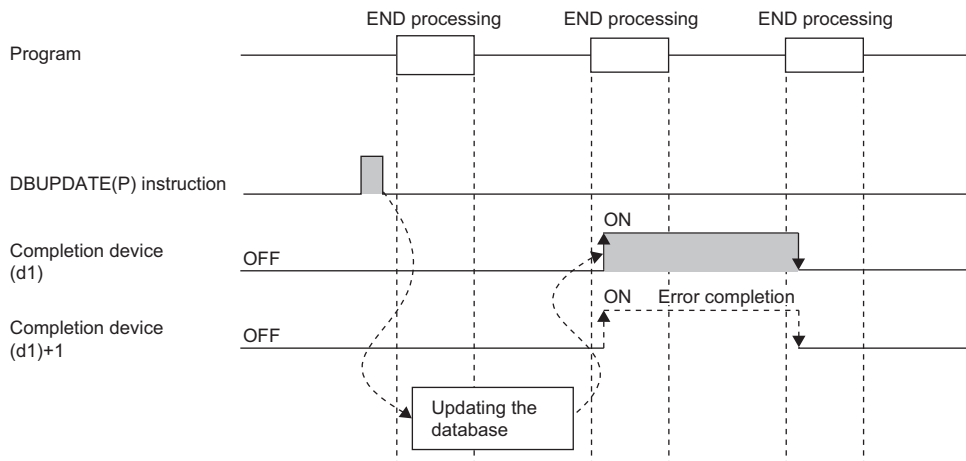 END processing END processing END processing
Program
DBUPDATE(P) instruction
ON
Completion device
(d1)
OFF
ON Error completion
Completion device
(d1)+1
OFF
Updating the
database